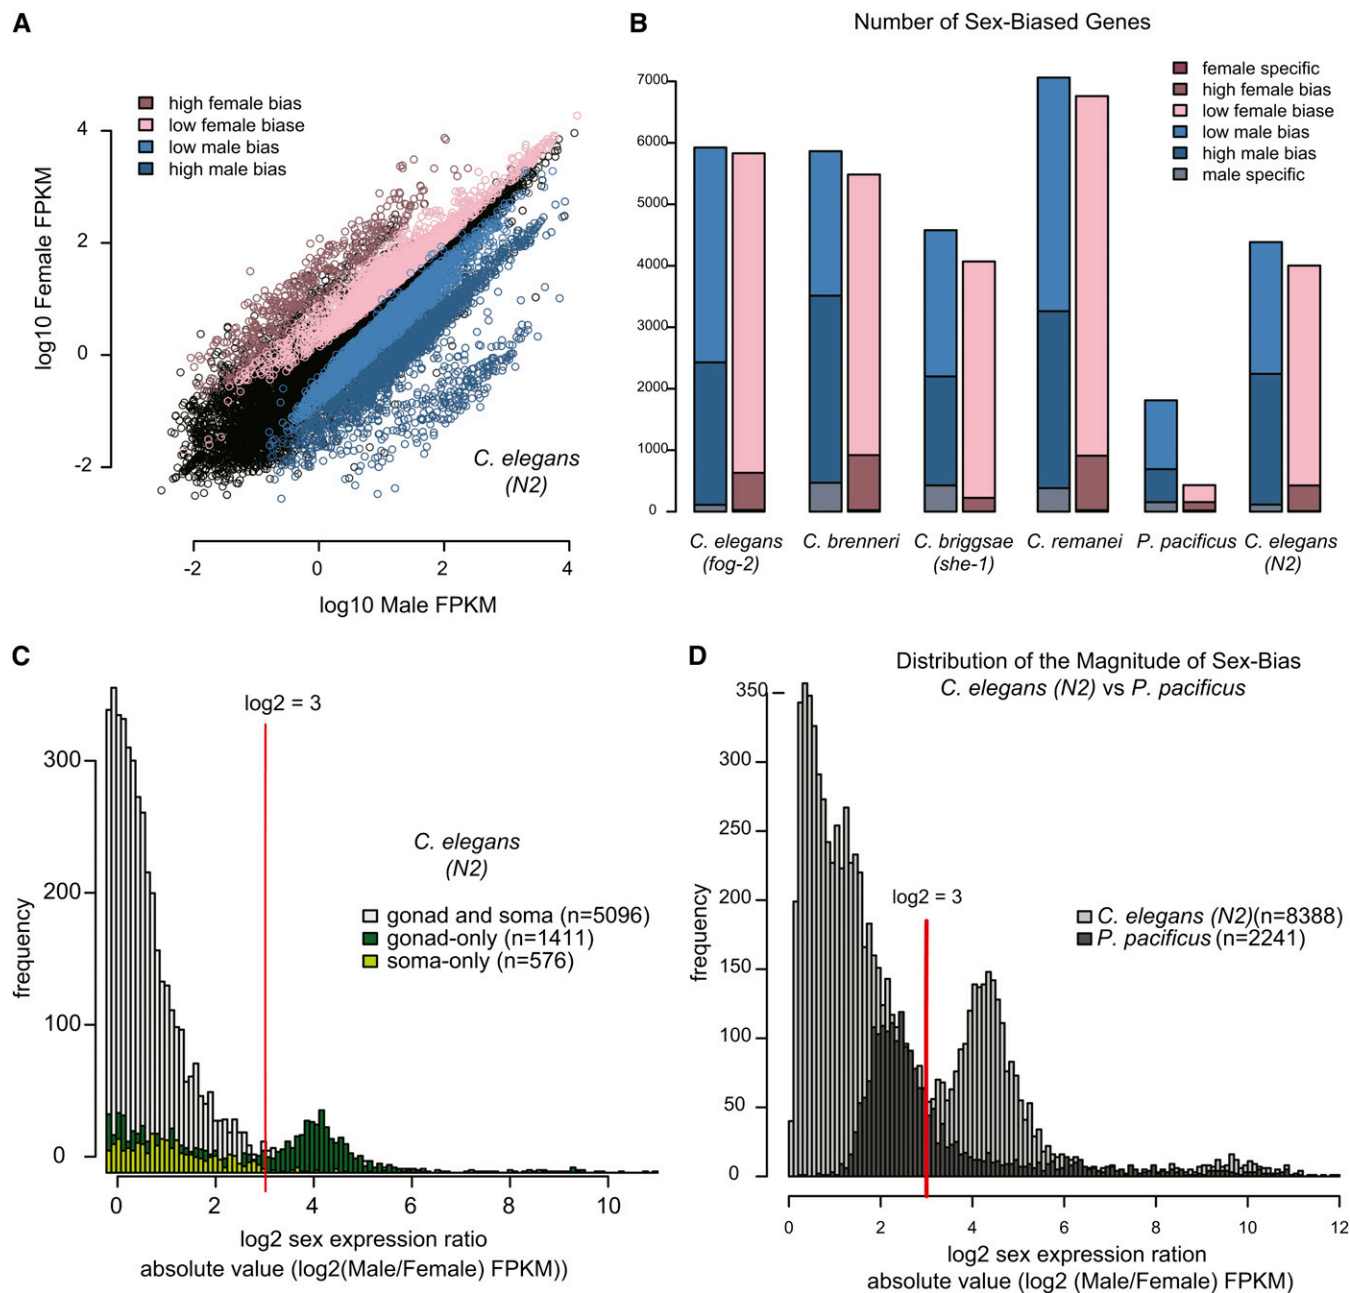 A
high female bias
low female biase
low male bias
high male bias
4
2
0
-2
log10 Female FPKM
C. elegans
(N2)
-2
0
2
4
log10 Male FPKM
B
Number of Sex-Biased Genes
female specific
high female bias
low female biase
low male bias
high male bias
male specific
7000
6000
5000
4000
3000
2000
1000
0
C. elegans
(fog-2)
C. brenneri
C. briggsae
(she-1)
C. remanei
P. pacificus
C. elegans
(N2)
C
log2 = 3
300
200
100
0
frequency
C. elegans
(N2)
gonad and soma (n=5096)
gonad-only (n=1411)
soma-only (n=576)
0
2
4
6
8
10
log2 sex expression ratio
absolute value (log2(Male/Female) FPKM))
D
Distribution of the Magnitude of Sex-Bias
C. elegans (N2) vs P. pacificus
350
300
250
200
150
100
50
0
frequency
log2 = 3
C. elegans (N2)(n=8388)
P. pacificus (n=2241)
0
2
4
6
8
10
12
log2 sex expression ration
absolute value (log2 (Male/Female) FPKM)